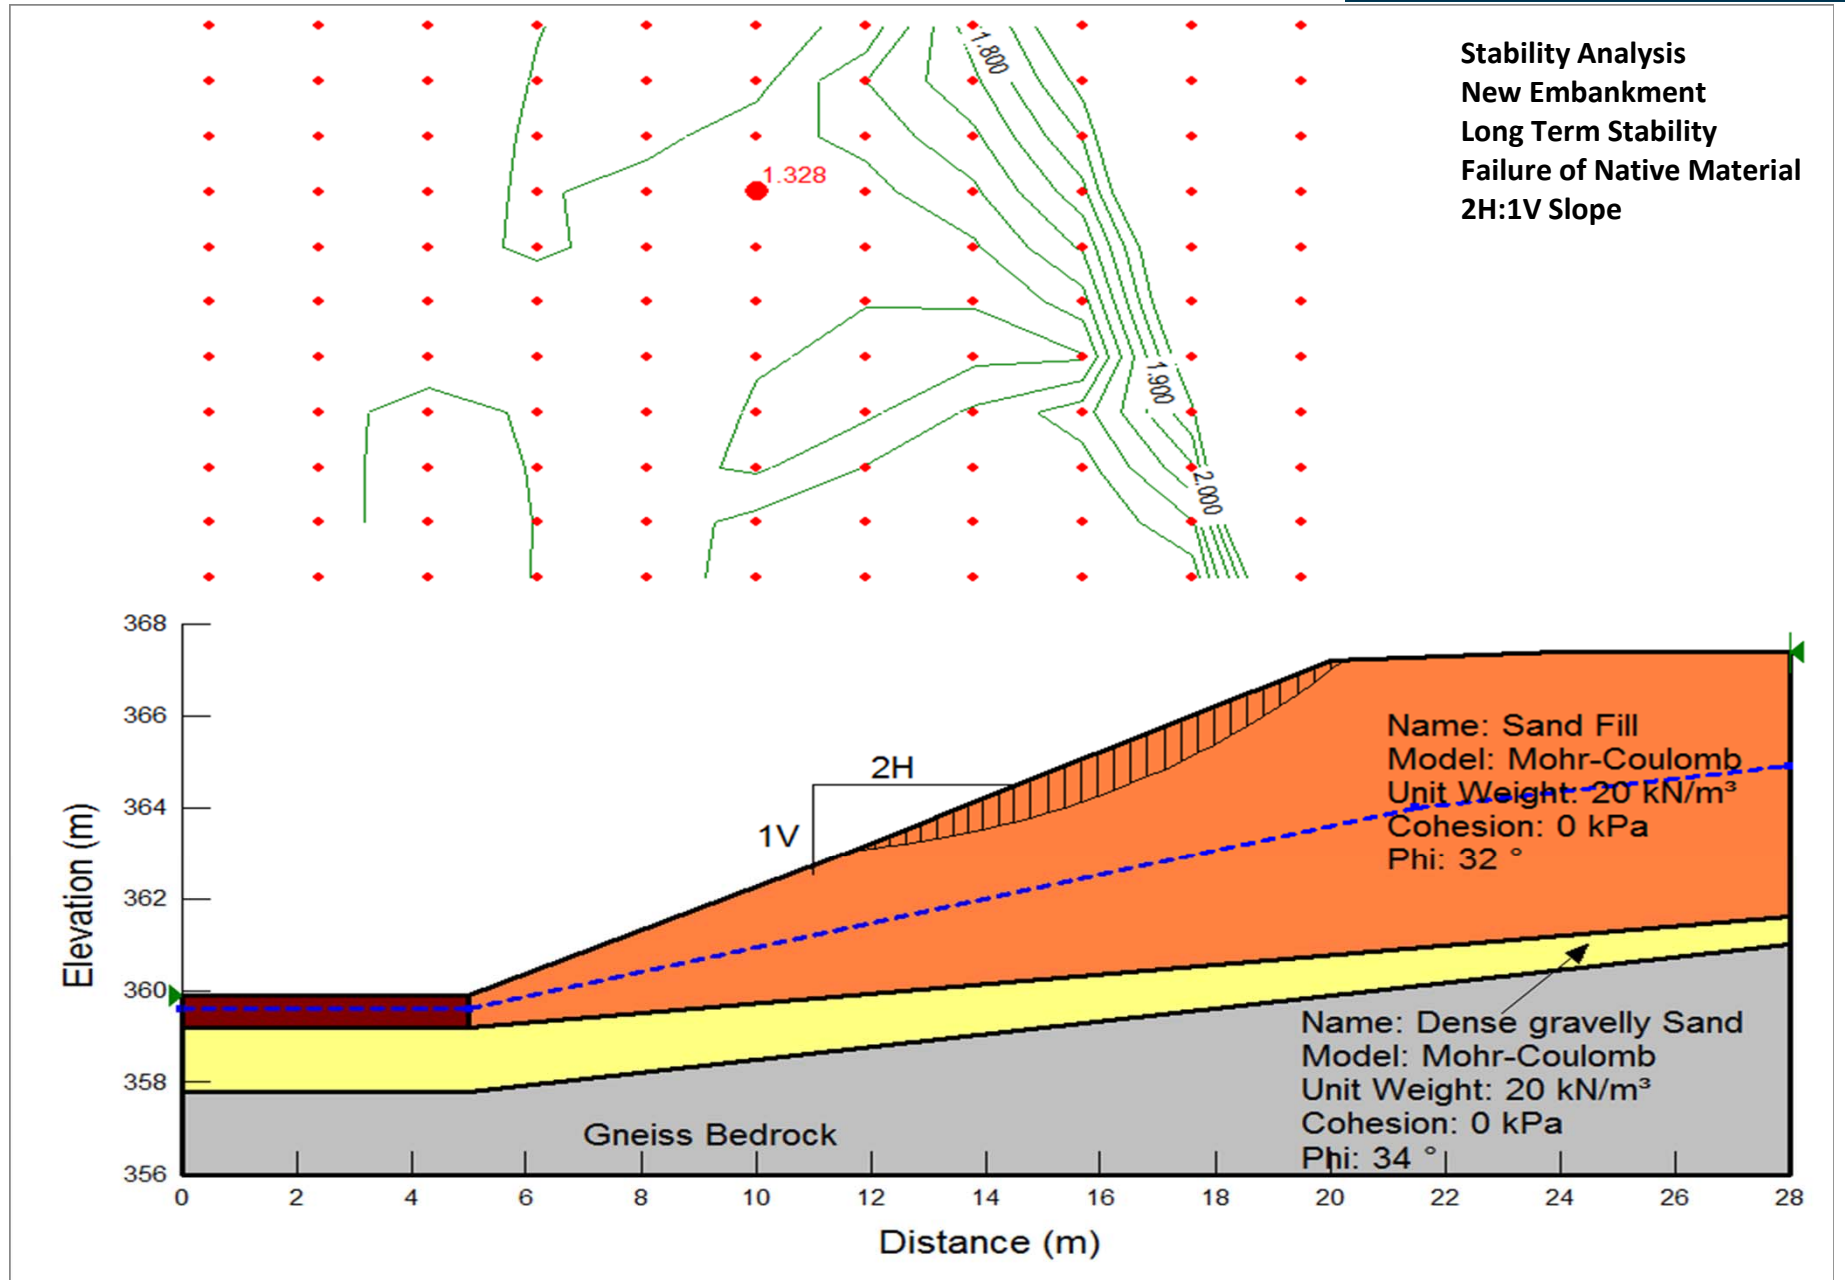 Stability Analysis
New Embankment
Long Term Stability
Failure of Native Material
2H:1V Slope
1.800
1.328
1.900
2.000
368
366
364
362
360
358
356
Elevation (m)
2H
1V
Name: Sand Fill
Model: Mohr-Coulomb
Unit Weight: 20 kN/m³
Cohesion: 0 kPa
Phi: 32 °
Name: Dense gravelly Sand
Model: Mohr-Coulomb
Unit Weight: 20 kN/m³
Cohesion: 0 kPa
Phi: 34 °
Gneiss Bedrock
0 2 4 6 8 10 12 14 16 18 20 22 24 26 28
Distance (m)